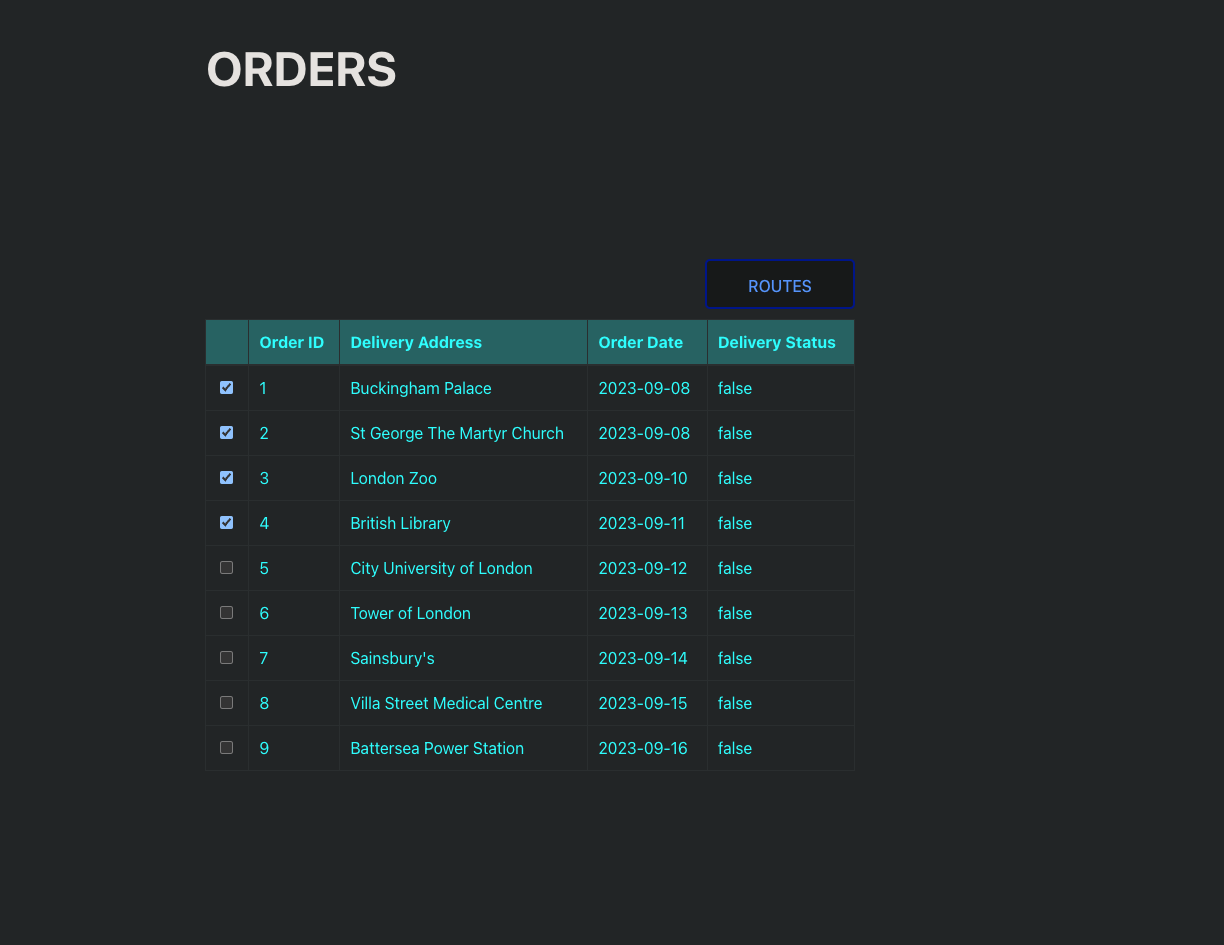 ORDERS
ROUTES
Order ID Delivery Address Order Date Delivery Status
1 Buckingham Palace 2023-09-08 false
2 St George The Martyr Church 2023-09-08 false
3 London Zoo 2023-09-10 false
4 British Library 2023-09-11 false
5 City University of London 2023-09-12 false
6 Tower of London 2023-09-13 false
7 Sainsbury's 2023-09-14 false
8 Villa Street Medical Centre 2023-09-15 false
9 Battersea Power Station 2023-09-16 false